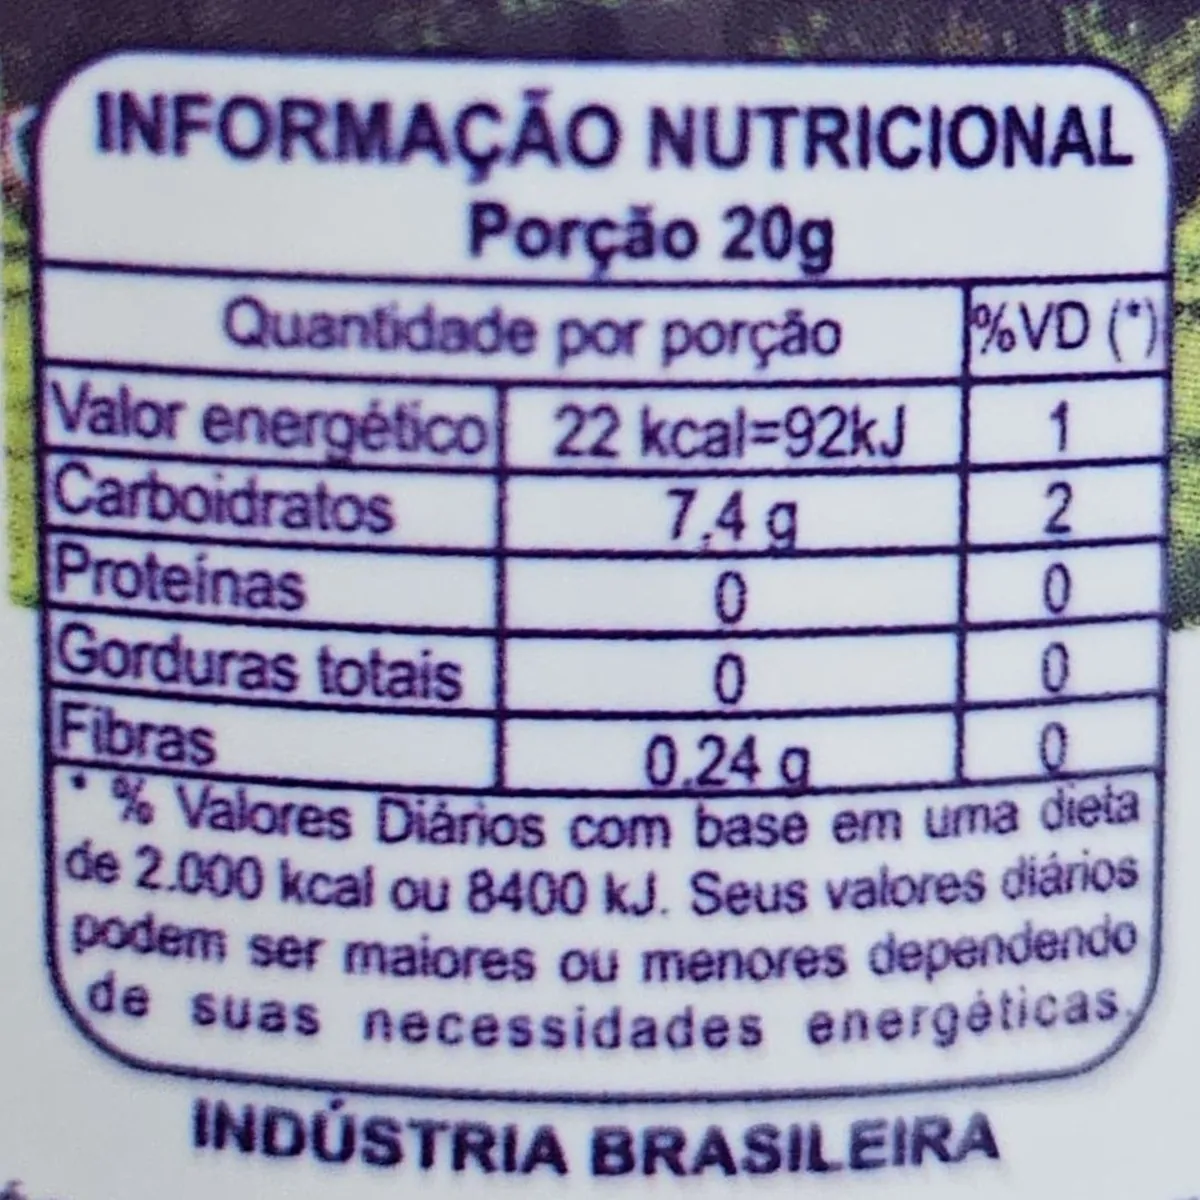 INFORMAÇÃO NUTRICIONAL
Porção 20g
Quantidade por porção %VD (*)
Valor energético 22 kcal=92kJ 1
Carboidratos 7,4 g 2
Proteínas 0 0
Gorduras totais 0 0
Fibras 0,24 g 0
* % Valores Diários com base em uma dieta
de 2.000 kcal ou 8400 kJ. Seus valores diários
podem ser maiores ou menores dependendo
de suas necessidades energéticas.
INDÚSTRIA BRASILEIRA